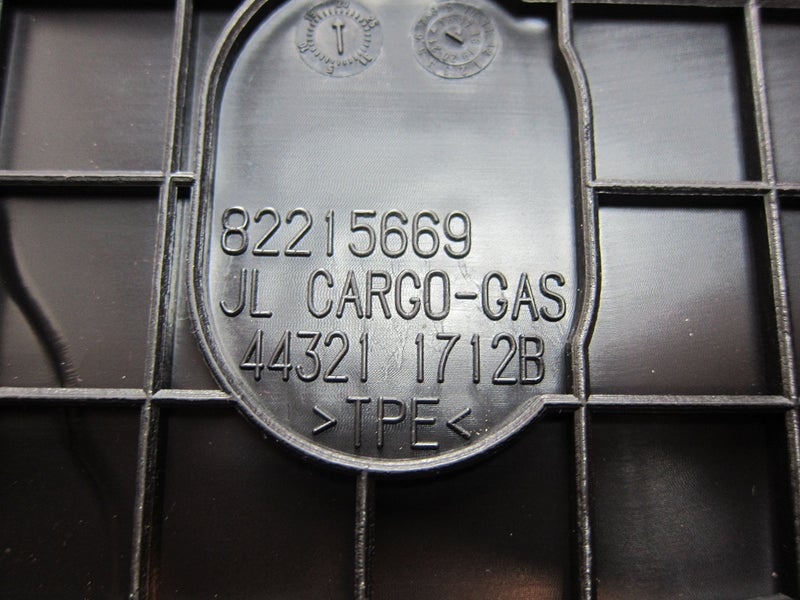 82215669
JL CARGO-GAS
44321 1712B
>TPE<